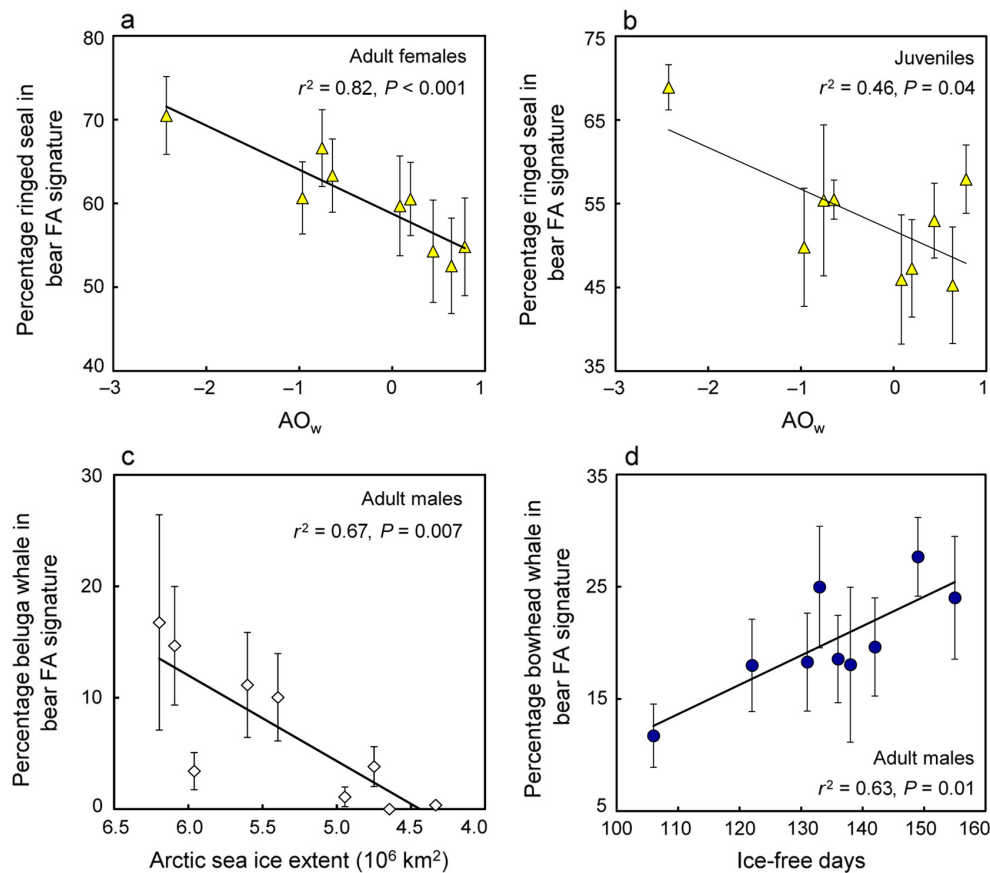 a
Percentage ringed seal in
bear FA signature
80
70
60
50
40
Adult females
r² = 0.82, P < 0.001
–3
–2
–1
0
1
AOw
b
Percentage ringed seal in
bear FA signature
75
65
55
45
35
Juveniles
r² = 0.46, P = 0.04
–3
–2
–1
0
1
AOw
c
Percentage beluga whale in
bear FA signature
30
20
10
0
Adult males
r² = 0.67, P = 0.007
6.5
6.0
5.5
5.0
4.5
4.0
Arctic sea ice extent (10⁶ km²)
d
Percentage bowhead whale in
bear FA signature
35
25
15
5
Adult males
r² = 0.63, P = 0.01
100
110
120
130
140
150
160
Ice-free days